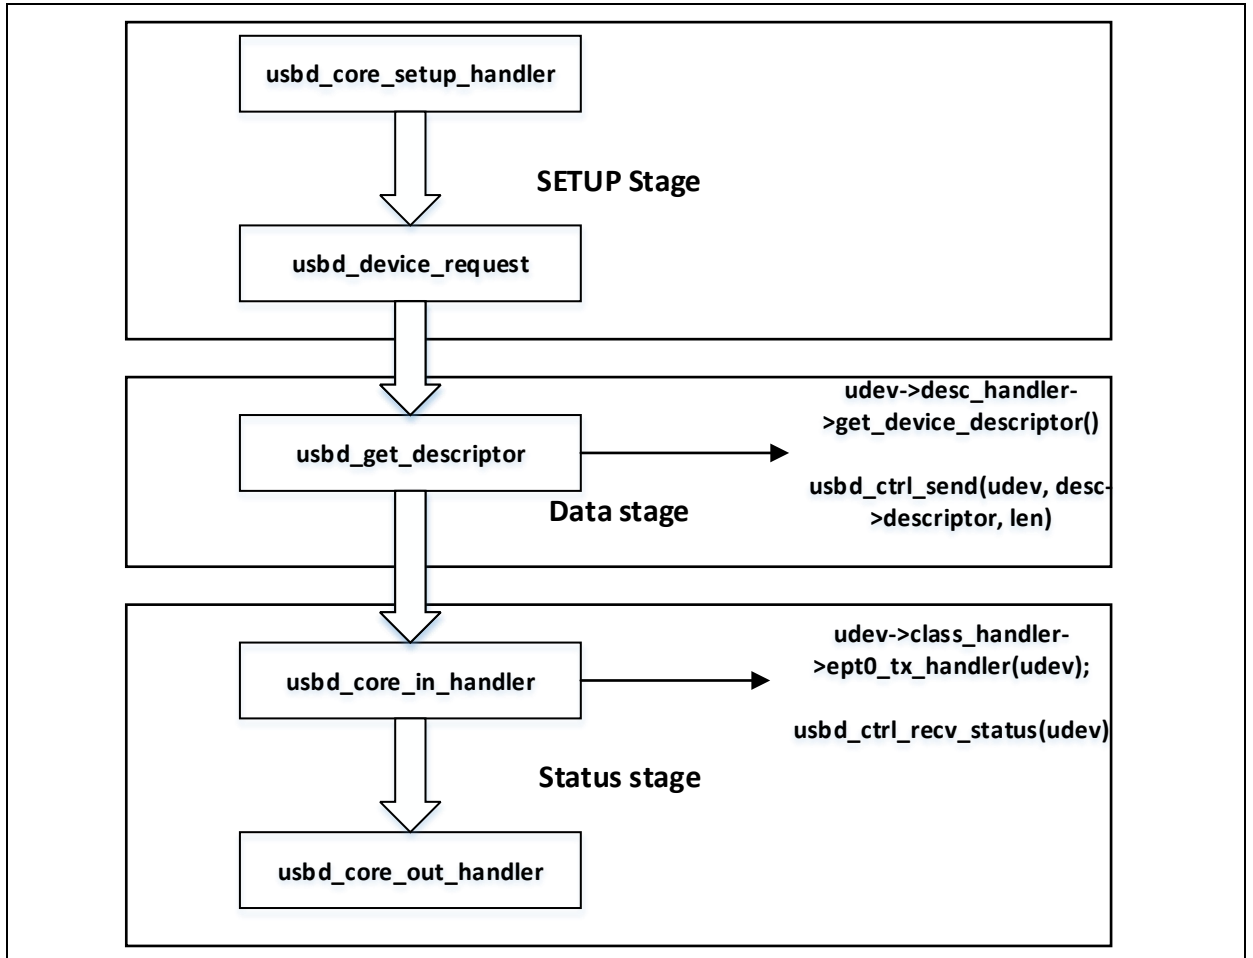 usbd_core_setup_handler
SETUP Stage
usbd_device_request
udev->desc_handler-
>get_device_descriptor()
usbd_get_descriptor
usbd_ctrl_send(udev, desc-
>descriptor, len)
Data stage
udev->class_handler-
>ept0_tx_handler(udev);
usbd_core_in_handler
usbd_ctrl_recv_status(udev)
Status stage
usbd_core_out_handler